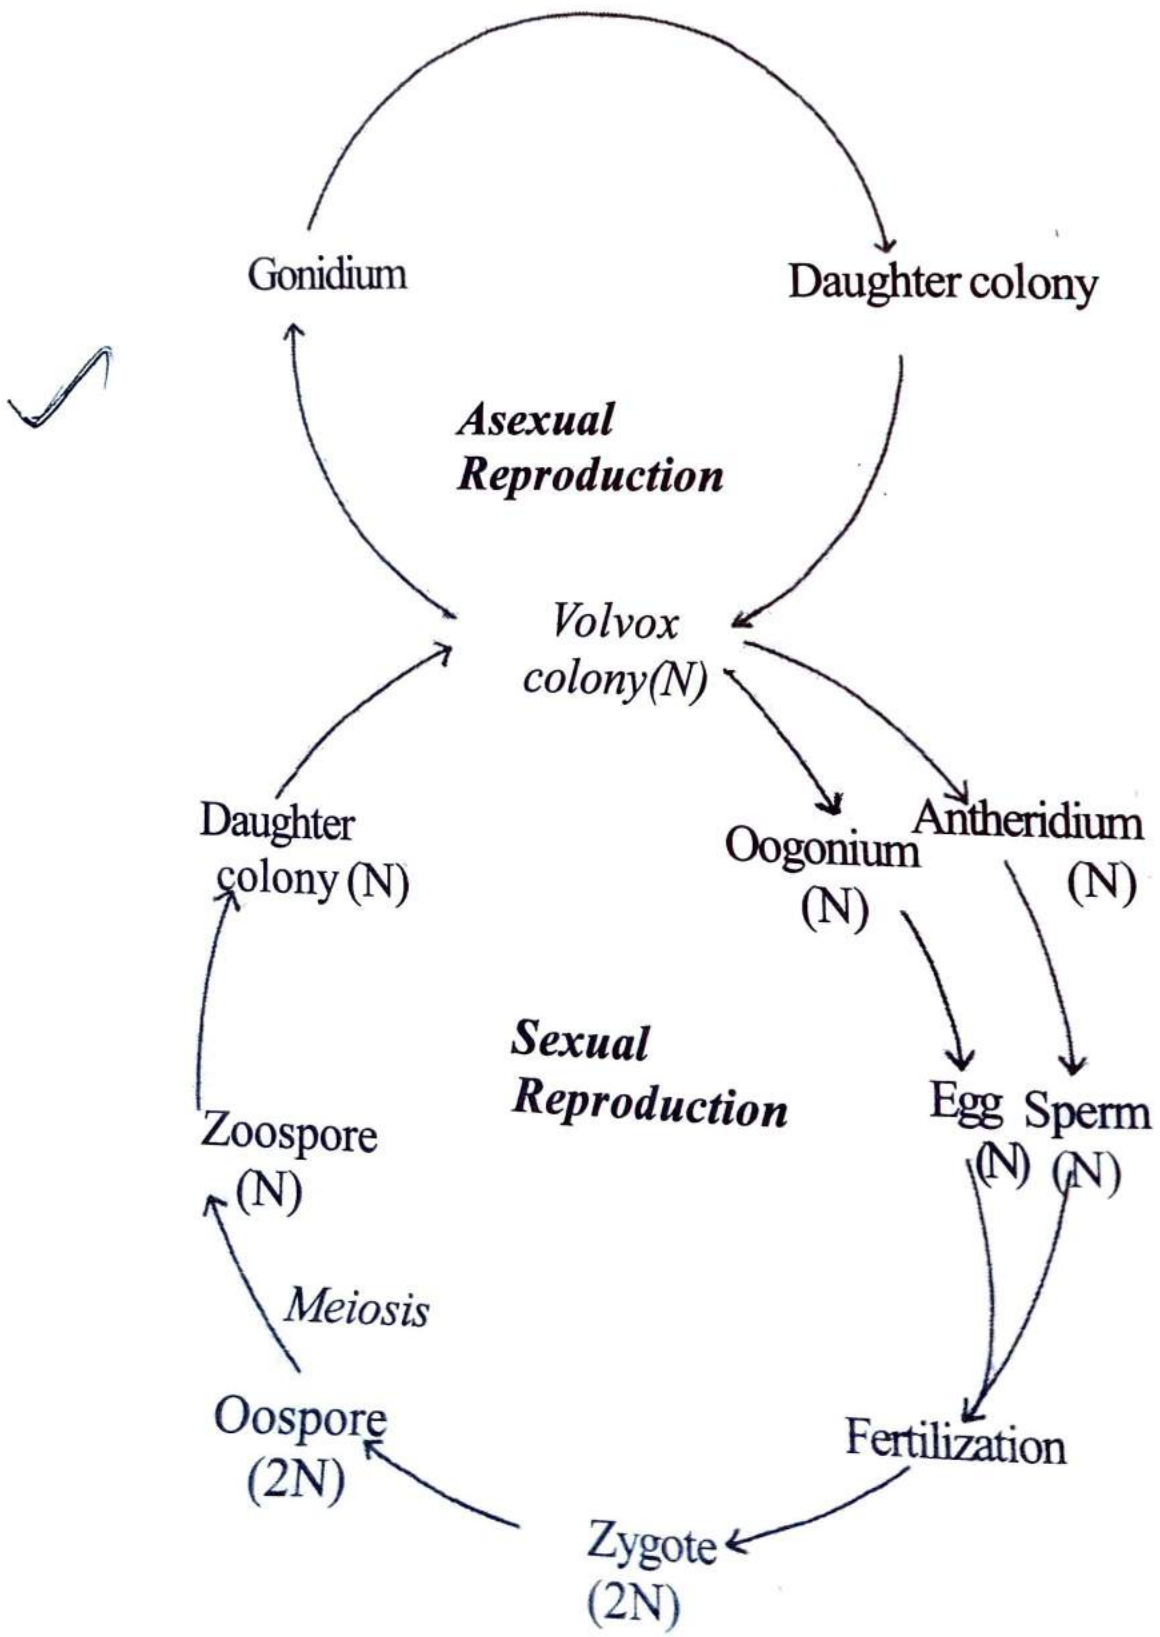 Gonidium
Daughter colony
Asexual
Reproduction
Volvox
colony(N)
Daughter
colony (N)
Oogonium
(N)
Antheridium
(N)
Sexual
Reproduction
Egg
(N)
Sperm
(N)
Zoospore
(N)
Meiosis
Oospore
(2N)
Fertilization
Zygote
(2N)